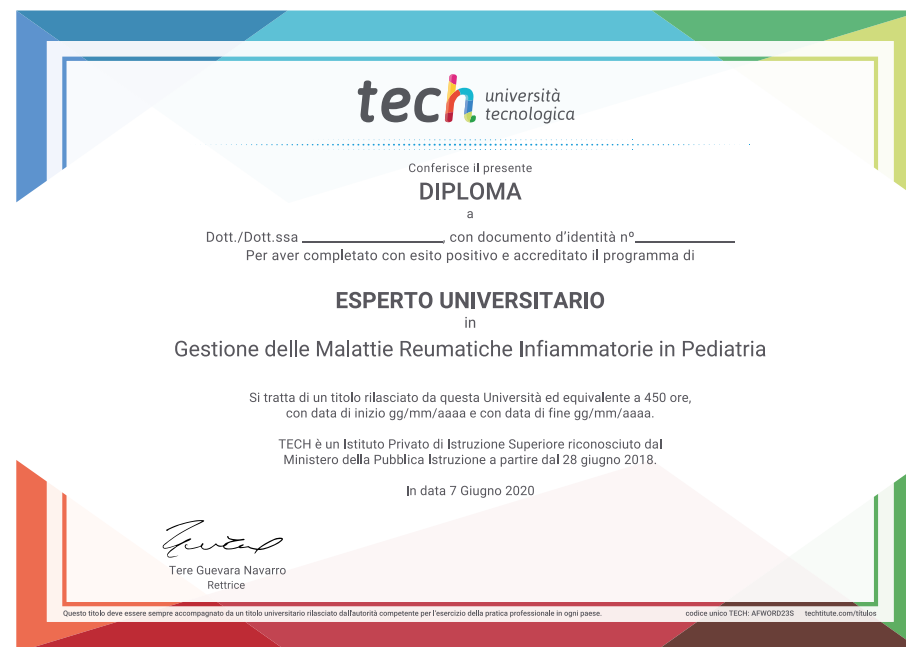 tech università
tecnologica
Conferisce il presente
DIPLOMA
a
Dott./Dott.ssa ____________________, con documento d'identità nº______________
Per aver completato con esito positivo e accreditato il programma di
ESPERTO UNIVERSITARIO
in
Gestione delle Malattie Reumatiche Infiammatorie in Pediatria
Si tratta di un titolo rilasciato da questa Università ed equivalente a 450 ore,
con data di inizio gg/mm/aaaa e con data di fine gg/mm/aaaa.
TECH è un Istituto Privato di Istruzione Superiore riconosciuto dal
Ministero della Pubblica Istruzione a partire dal 28 giugno 2018.
In data 7 Giugno 2020
Tere Guevara Navarro
Rettrice
Questo titolo deve essere sempre accompagnato da un titolo universitario rilasciato dall'autorità competente per l'esercizio della pratica professionale in ogni paese. codice unico TECH: AFWORD23S techtitute.com/titulos